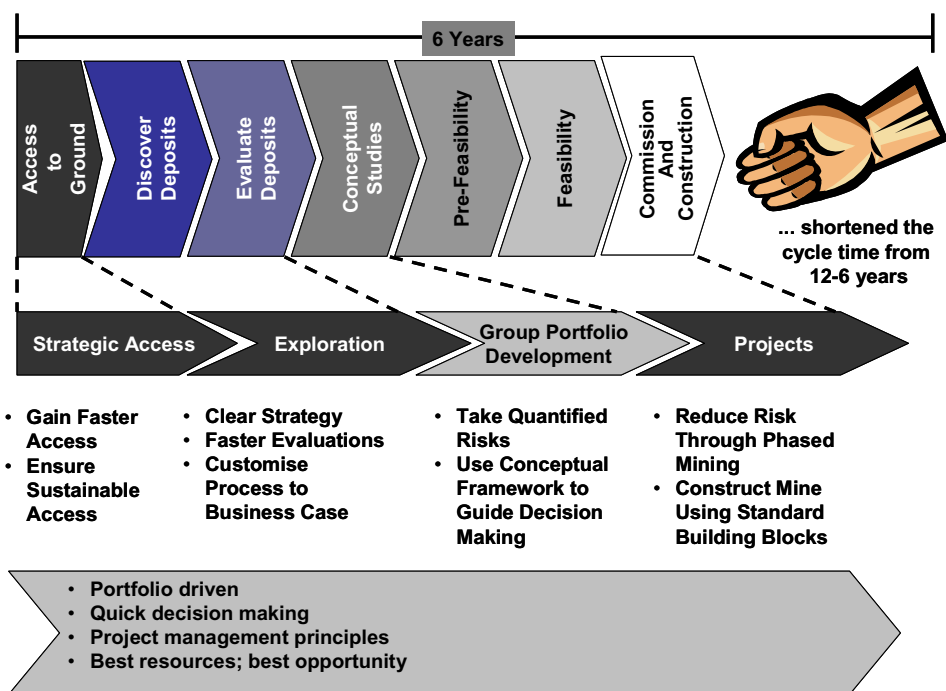 6 Years
Access
to
Ground
Discover
Deposits
Evaluate
Deposits
Conceptual
Studies
Pre-Feasibility
Feasibility
Commission
And
Construction
... shortened the
cycle time from
12-6 years
Strategic Access
Exploration
Group Portfolio
Development
Projects
• Gain Faster
Access
• Ensure
Sustainable
Access
• Clear Strategy
• Faster Evaluations
• Customise
Process to
Business Case
• Take Quantified
Risks
• Use Conceptual
Framework to
Guide Decision
Making
• Reduce Risk
Through Phased
Mining
• Construct Mine
Using Standard
Building Blocks
• Portfolio driven
• Quick decision making
• Project management principles
• Best resources; best opportunity